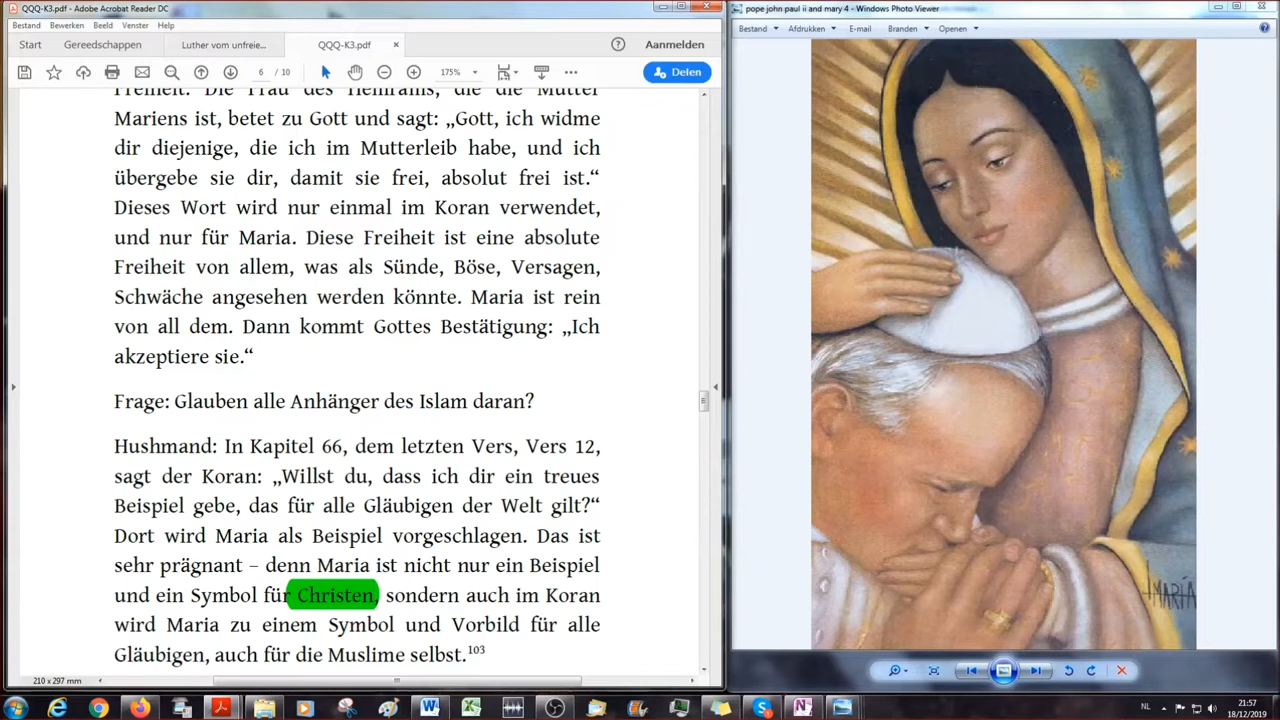 QQQ-K3.pdf - Adobe Acrobat Reader DC
Bestand Bewerken Beeld Venster Help
Start Gereedschappen Luther vom unfreie... QQQ-K3.pdf × Aanmelden
6 / 10 175% Delen
Freiheit. Die Frau des Heilrams, die die Mutter
Mariens ist, betet zu Gott und sagt: „Gott, ich widme
dir diejenige, die ich im Mutterleib habe, und ich
übergebe sie dir, damit sie frei, absolut frei ist.“
Dieses Wort wird nur einmal im Koran verwendet,
und nur für Maria. Diese Freiheit ist eine absolute
Freiheit von allem, was als Sünde, Böse, Versagen,
Schwäche angesehen werden könnte. Maria ist rein
von all dem. Dann kommt Gottes Bestätigung: „Ich
akzeptiere sie.“
Frage: Glauben alle Anhänger des Islam daran?
Hushmand: In Kapitel 66, dem letzten Vers, Vers 12,
sagt der Koran: „Willst du, dass ich dir ein treues
Beispiel gebe, das für alle Gläubigen der Welt gilt?“
Dort wird Maria als Beispiel vorgeschlagen. Das ist
sehr prägnant – denn Maria ist nicht nur ein Beispiel
und ein Symbol für Christen, sondern auch im Koran
wird Maria zu einem Symbol und Vorbild für alle
Gläubigen, auch für die Muslime selbst.103
210 x 297 mm
pope john paul ii and mary 4 - Windows Photo Viewer
Bestand Afdrukken E-mail Branden Openen
MARÍA
NL 21:57
18/12/2019